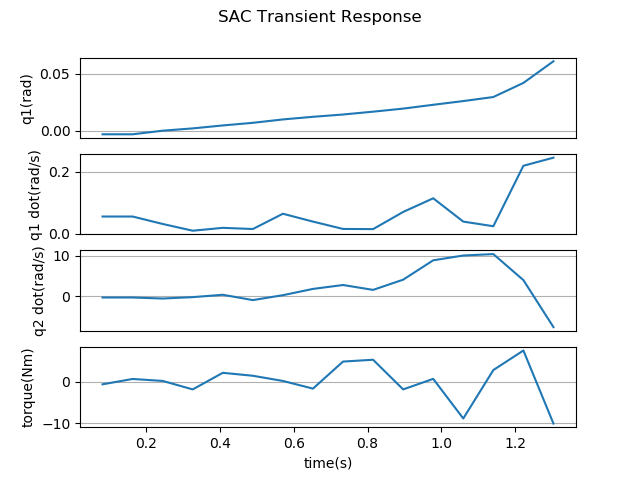 SAC Transient Response
0.05
0.00
q1(rad)
0.2
0.0
q1 dot(rad/s)
10
0
q2 dot(rad/s)
0
−10
torque(Nm)
0.2 0.4 0.6 0.8 1.0 1.2
time(s)